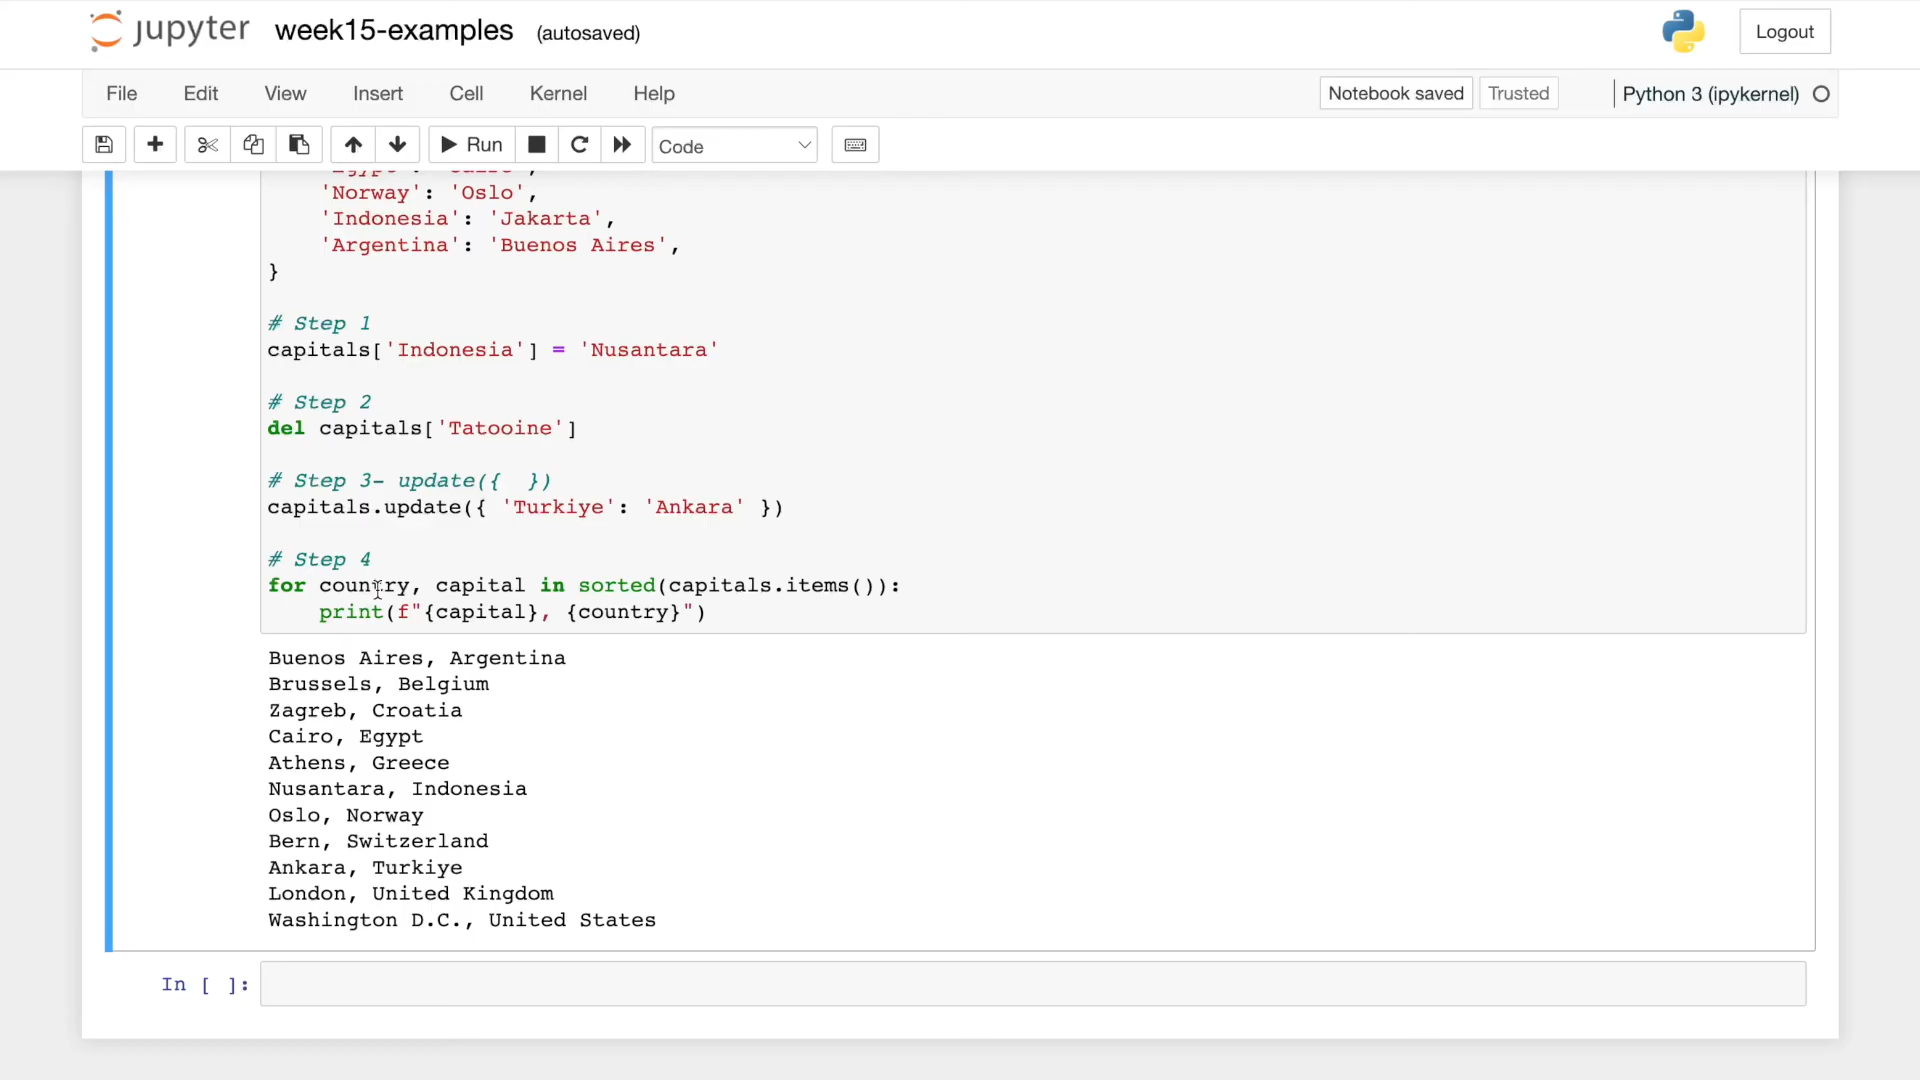 jupyter week15-examples (autosaved)
Logout
File Edit View Insert Cell Kernel Help
Notebook saved Trusted Python 3 (ipykernel)
Run Code
'Norway': 'Oslo',
'Indonesia': 'Jakarta',
'Argentina': 'Buenos Aires',
}
# Step 1
capitals['Indonesia'] = 'Nusantara'
# Step 2
del capitals['Tatooine']
# Step 3- update({  })
capitals.update({ 'Turkiye': 'Ankara' })
# Step 4
for country, capital in sorted(capitals.items()):
print(f"{capital}, {country}")
Buenos Aires, Argentina
Brussels, Belgium
Zagreb, Croatia
Cairo, Egypt
Athens, Greece
Nusantara, Indonesia
Oslo, Norway
Bern, Switzerland
Ankara, Turkiye
London, United Kingdom
Washington D.C., United States
In [ ]: